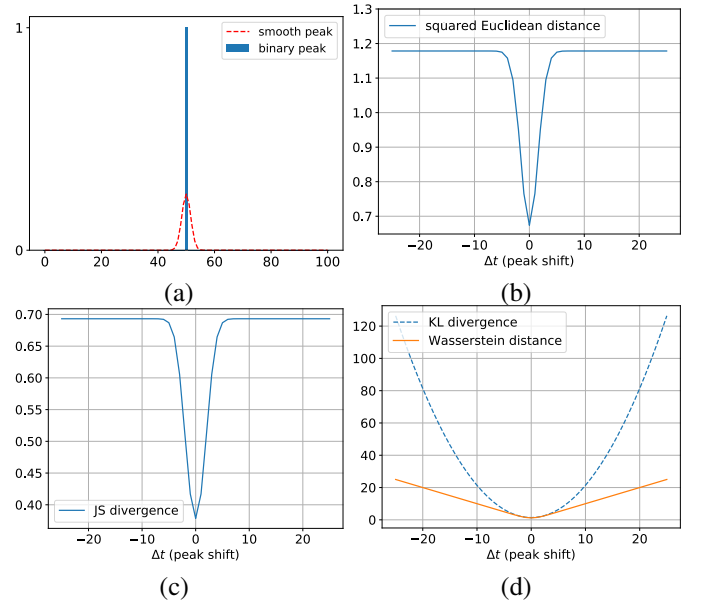 1
0
smooth peak
binary peak
0 20 40 60 80 100
(a)
1.3
1.2
1.1
1.0
0.9
0.8
0.7
squared Euclidean distance
−20 −10 0 10 20
Δt (peak shift)
(b)
0.70
0.65
0.60
0.55
0.50
0.45
0.40
JS divergence
−20 −10 0 10 20
Δt (peak shift)
(c)
120
100
80
60
40
20
0
KL divergence
Wasserstein distance
−20 −10 0 10 20
Δt (peak shift)
(d)